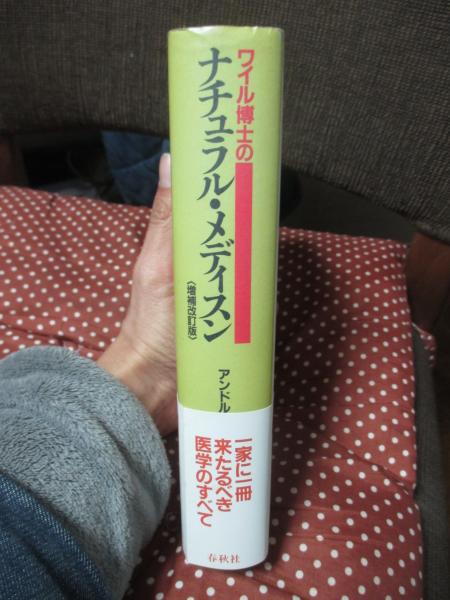 ワイル博士の
ナチュラル・メディスン
〈増補改訂版〉
アンドル
一家に一冊
来たるべき
医学のすべて
春秋社